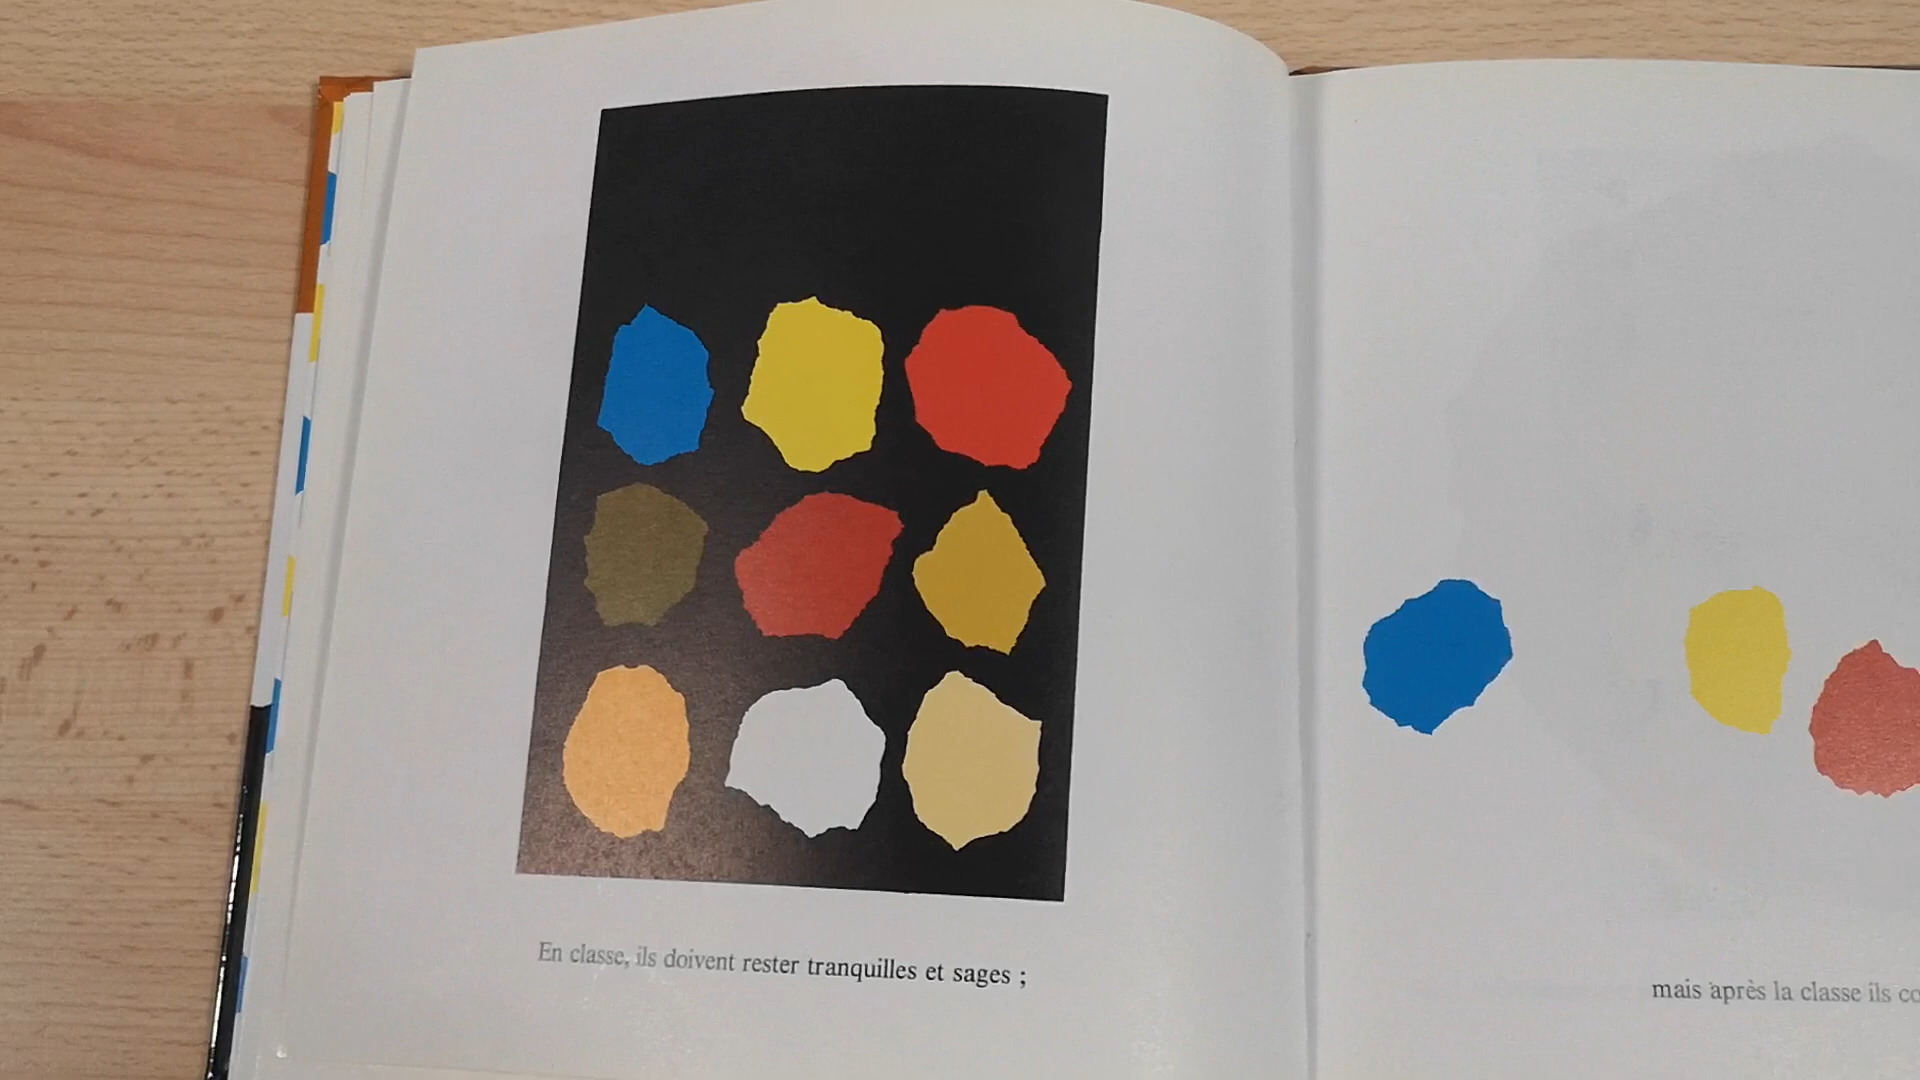 En classe, ils doivent rester tranquilles et sages ;
mais après la classe ils